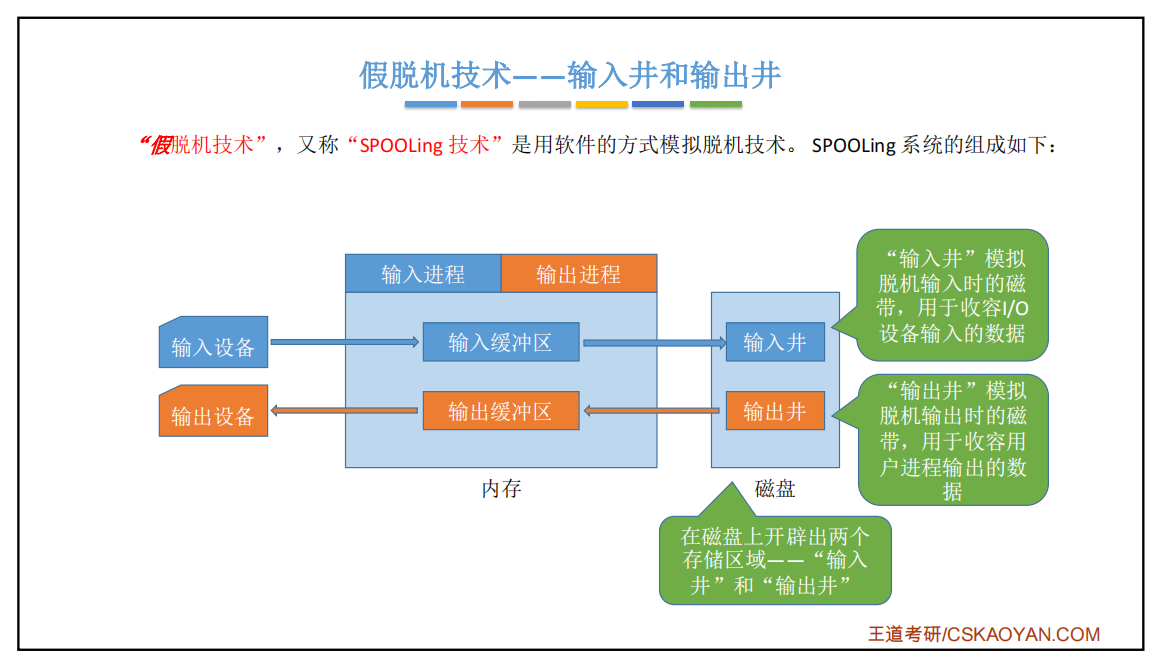 假脱机技术——输入井和输出井
“假脱机技术”，又称“SPOOLing 技术”是用软件的方式模拟脱机技术。SPOOLing 系统的组成如下：
输入进程
输出进程
输入设备
输入缓冲区
输入井
输出设备
输出缓冲区
输出井
内存
磁盘
“输入井”模拟
脱机输入时的磁
带，用于收容I/O
设备输入的数据
“输出井”模拟
脱机输出时的磁
带，用于收容用
户进程输出的数
据
在磁盘上开辟出两个
存储区域——“输入
井”和“输出井”
王道考研/CSKAOYAN.COM